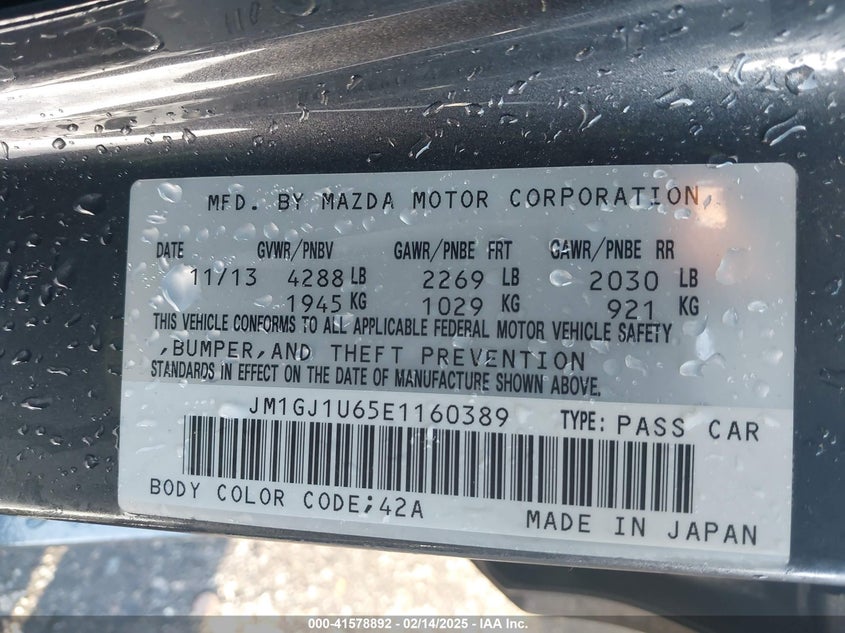 MFD. BY MAZDA MOTOR CORPORATION
DATE GVWR/PNBV GAWR/PNBE FRT GAWR/PNBE RR
11/13 4288 LB 2269 LB 2030 LB
1945 KG 1029 KG 921 KG
THIS VEHICLE CONFORMS TO ALL APPLICABLE FEDERAL MOTOR VEHICLE SAFETY
,BUMPER,AND THEFT PREVENTION
STANDARDS IN EFFECT ON THE DATE OF MANUFACTURE SHOWN ABOVE.
JM1GJ1U65E1160389 TYPE: PASS CAR
BODY COLOR CODE;42A
MADE IN JAPAN
000-41578892 - 02/14/2025 - IAA, INC.